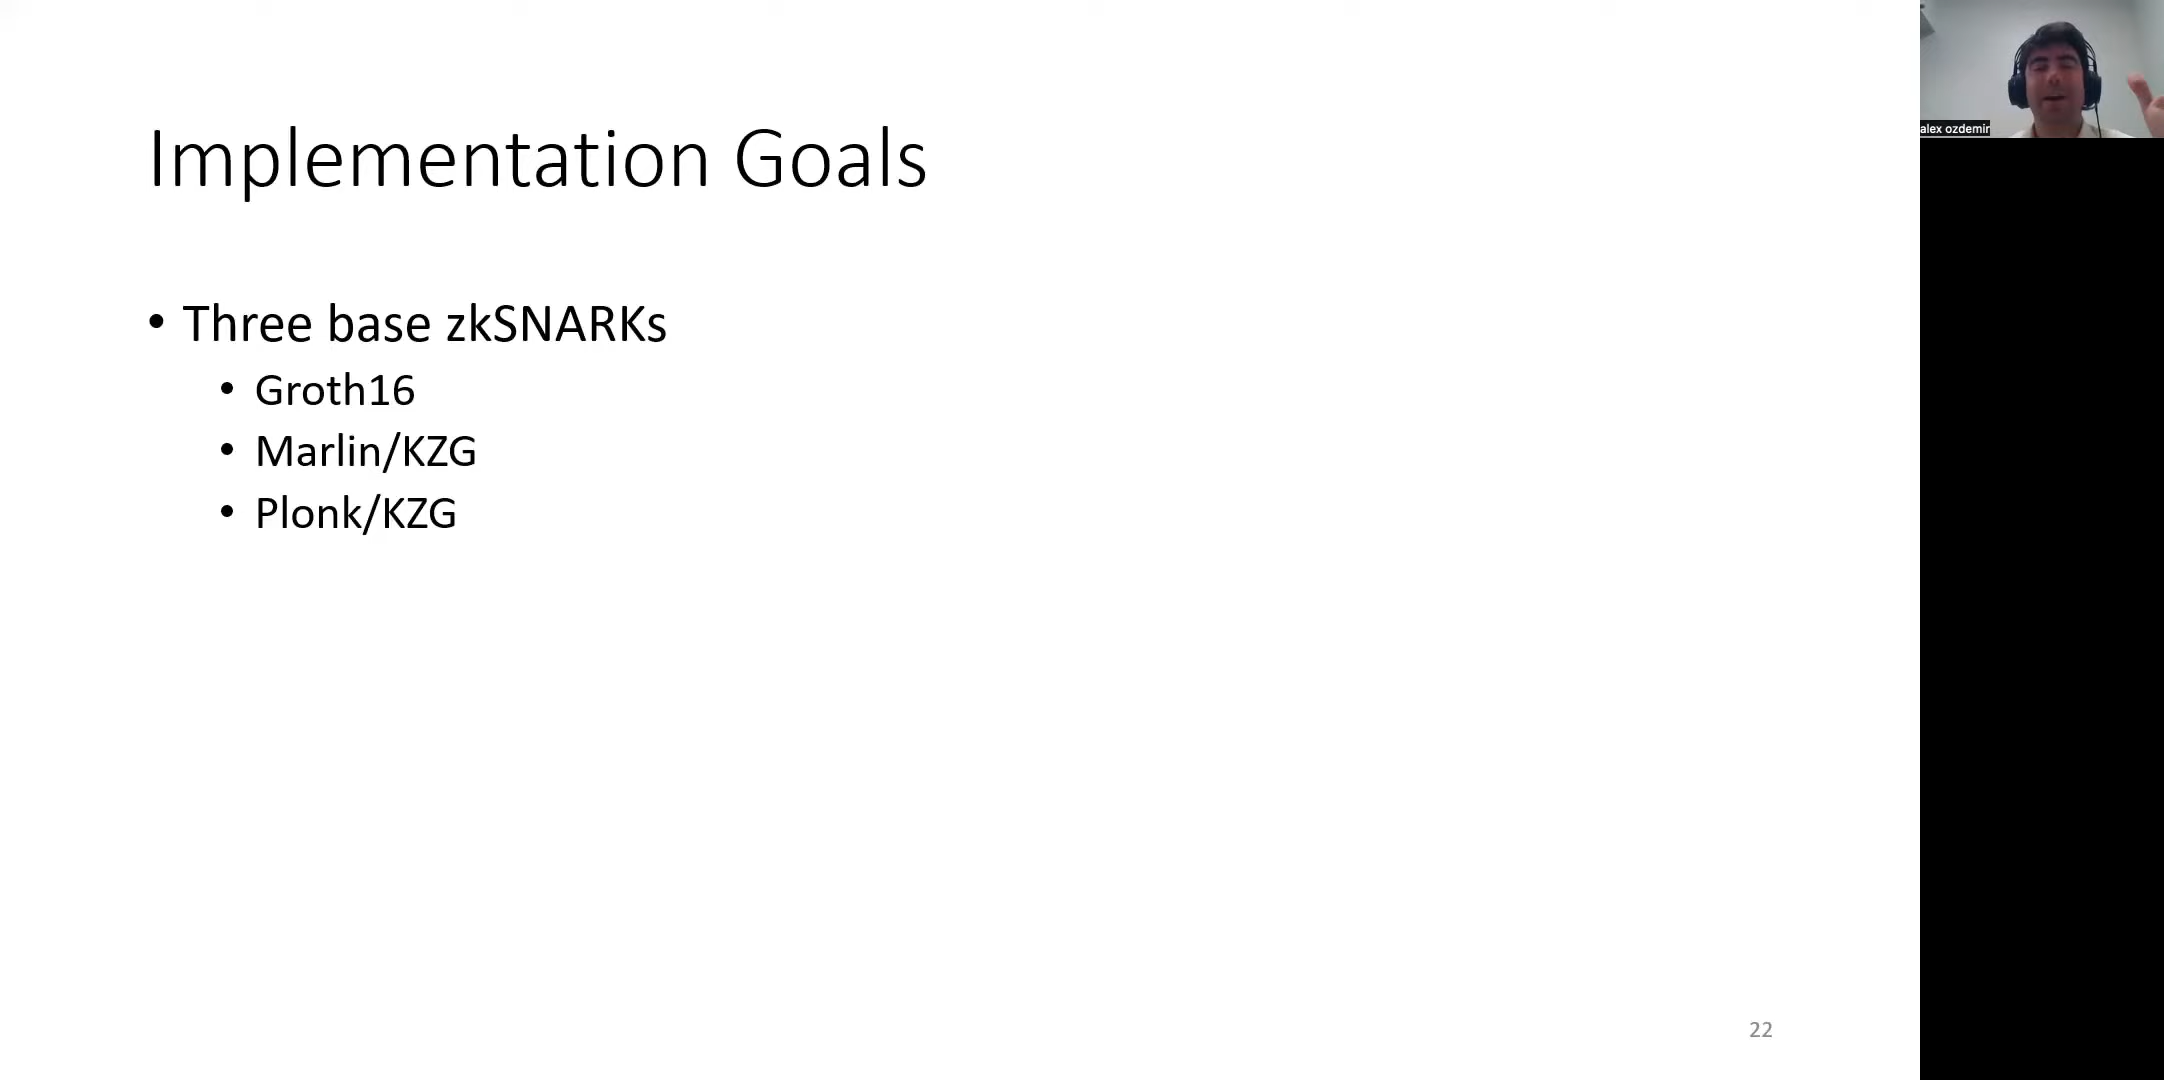 Implementation Goals
• Three base zkSNARKs
• Groth16
• Marlin/KZG
• Plonk/KZG
22
alex ozdemir